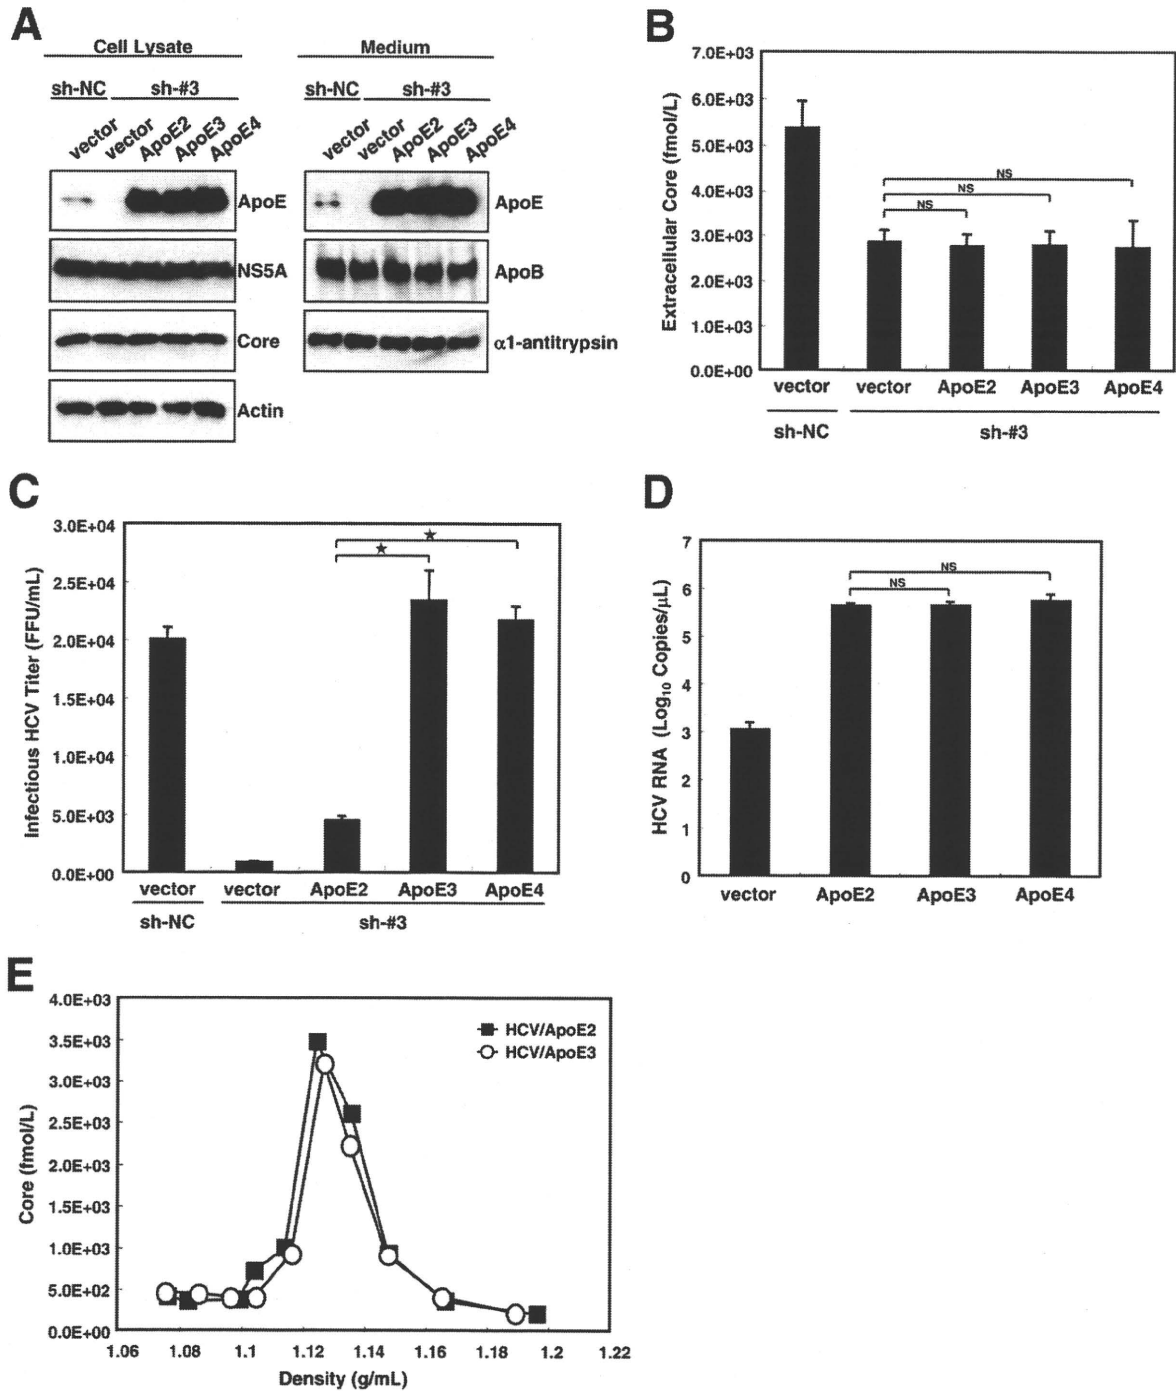 A
Cell Lysate Medium
sh-NC sh-#3 sh-NC sh-#3
vector vector ApoE2 ApoE3 ApoE4 vector vector ApoE2 ApoE3 ApoE4
ApoE ApoE
NS5A ApoB
Core α1-antitrypsin
Actin
B
7.0E+03
6.0E+03
5.0E+03
4.0E+03
3.0E+03
2.0E+03
1.0E+03
0.0E+00
Extracellular Core (fmol/L)
NS
NS
NS
vector vector ApoE2 ApoE3 ApoE4
sh-NC sh-#3
C
3.0E+04
2.5E+04
2.0E+04
1.5E+04
1.0E+04
5.0E+03
0.0E+00
Infectious HCV Titer (FFU/mL)
★
★
vector vector ApoE2 ApoE3 ApoE4
sh-NC sh-#3
D
7
6
5
4
3
2
1
0
HCV RNA (Log₁₀ Copies/μL)
NS
NS
vector ApoE2 ApoE3 ApoE4
E
4.0E+03
3.5E+03
3.0E+03
2.5E+03
2.0E+03
1.5E+03
1.0E+03
5.0E+02
0.0E+00
Core (fmol/L)
HCV/ApoE2
HCV/ApoE3
1.06 1.08 1.1 1.12 1.14 1.16 1.18 1.2 1.22
Density (g/mL)